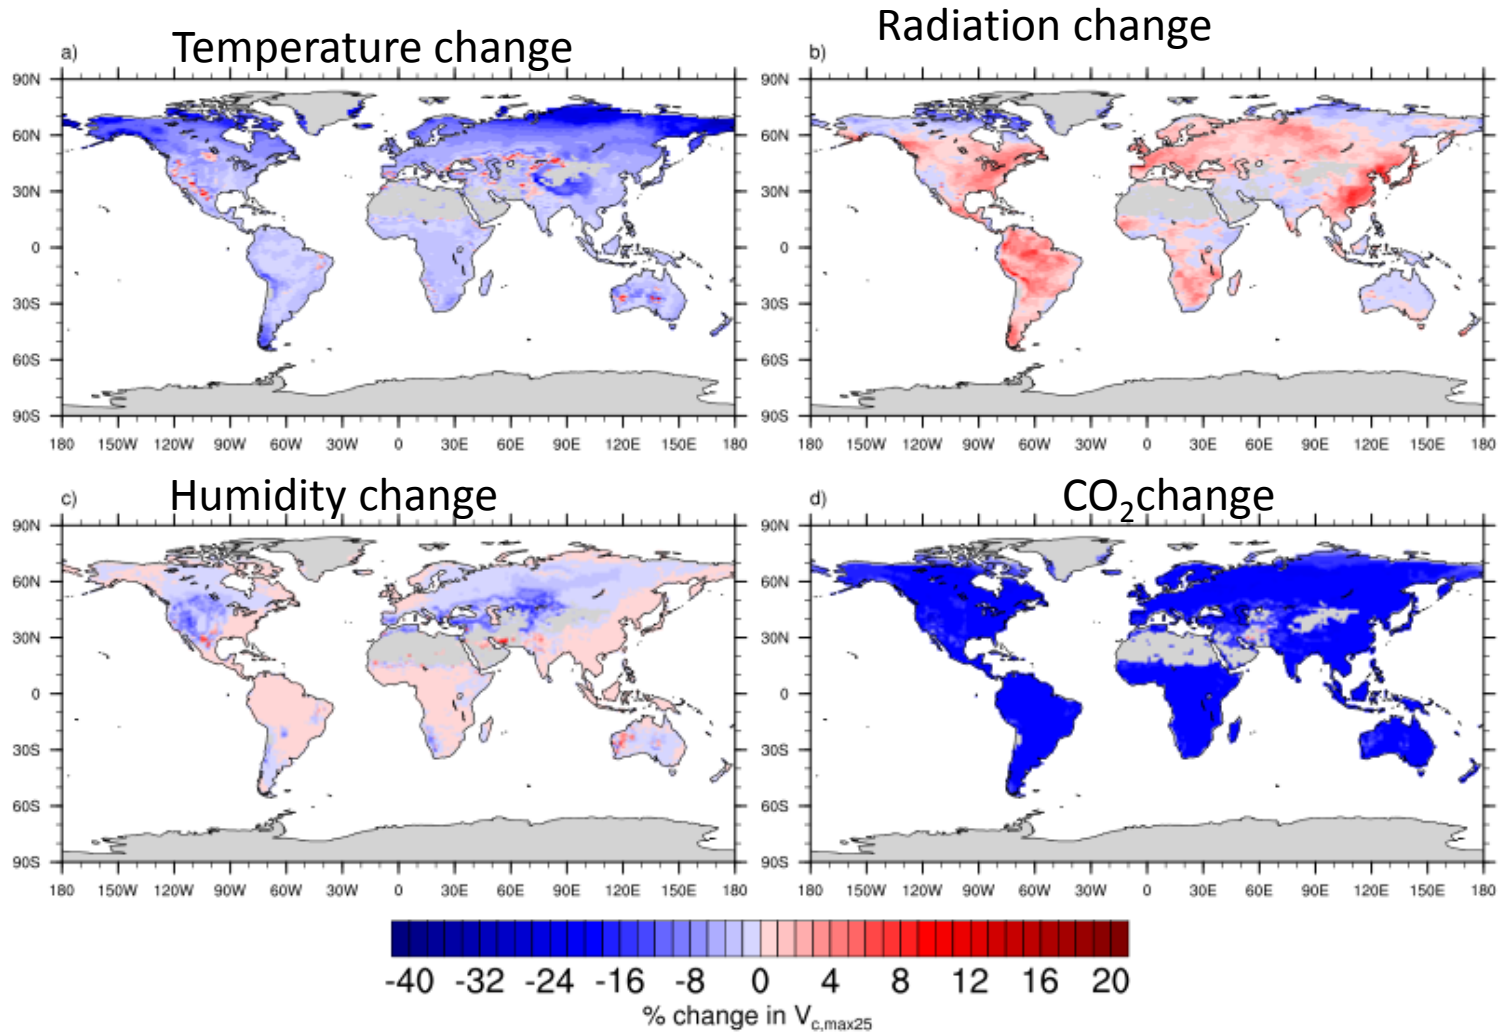 Temperature change
Radiation change
a)
b)
90N
60N
30N
0
30S
60S
90S
180 150W 120W 90W 60W 30W 0 30E 60E 90E 120E 150E 180
90N
60N
30N
0
30S
60S
90S
180 150W 120W 90W 60W 30W 0 30E 60E 90E 120E 150E 180
Humidity change
CO₂change
c)
d)
90N
60N
30N
0
30S
60S
90S
180 150W 120W 90W 60W 30W 0 30E 60E 90E 120E 150E 180
90N
60N
30N
0
30S
60S
90S
180 150W 120W 90W 60W 30W 0 30E 60E 90E 120E 150E 180
-40 -32 -24 -16 -8 0 4 8 12 16 20
% change in Vc,max25